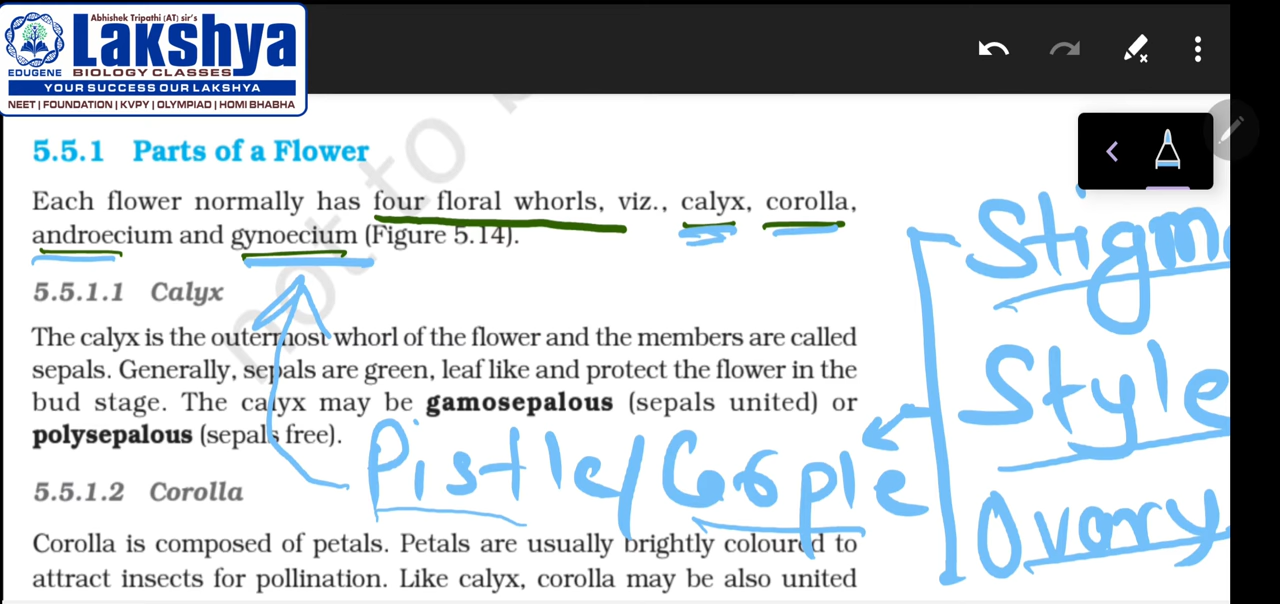 Abhishek Tripathi (AT) sir's
Lakshya
EDUGENE BIOLOGY CLASSES
YOUR SUCCESS OUR LAKSHYA
NEET | FOUNDATION | KVPY | OLYMPIAD | HOMI BHABHA
not to b
5.5.1 Parts of a Flower
Each flower normally has four floral whorls, viz., calyx, corolla,
androecium and gynoecium (Figure 5.14).
5.5.1.1 Calyx
The calyx is the outermost whorl of the flower and the members are called
sepals. Generally, sepals are green, leaf like and protect the flower in the
bud stage. The calyx may be gamosepalous (sepals united) or
polysepalous (sepals free).
Pistle/Corple
Stigma
Style
Ovary
5.5.1.2 Corolla
Corolla is composed of petals. Petals are usually brightly coloured to
attract insects for pollination. Like calyx, corolla may be also united